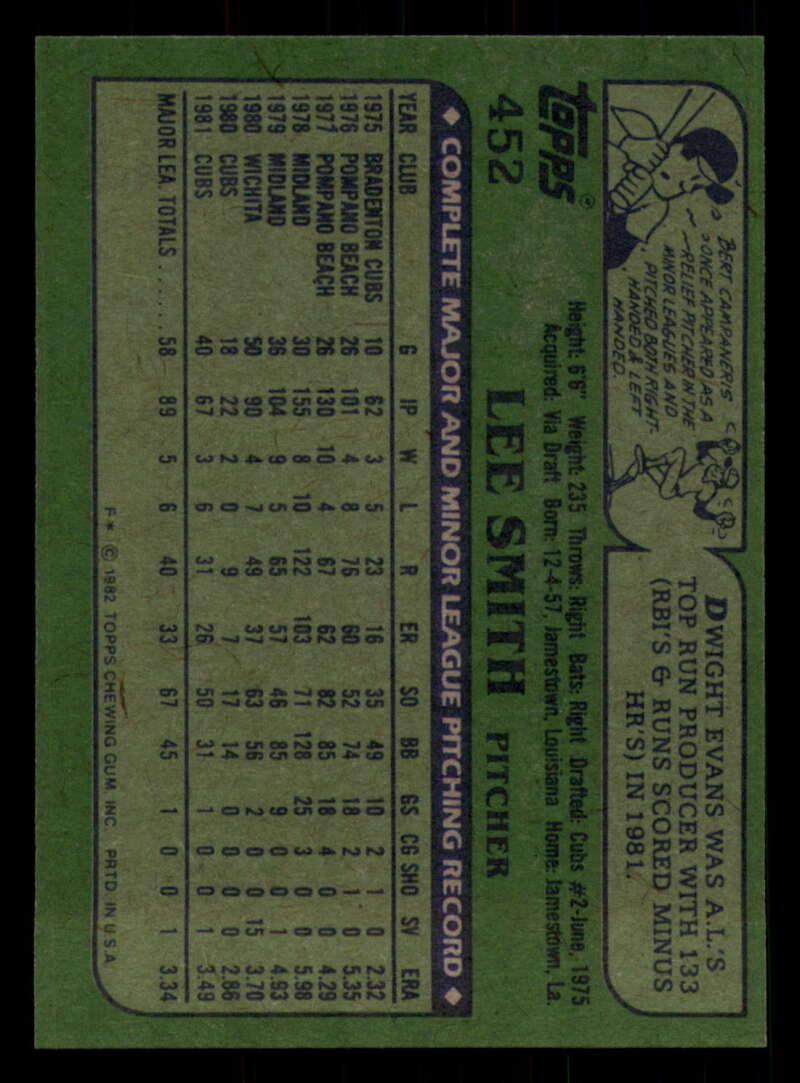 BERT CAMPANERIS
ONCE APPEARED AS A
RELIEF PITCHER IN THE
MINOR LEAGUES AND
PITCHED BOTH RIGHT-
HANDED & LEFT
HANDED.
DWIGHT EVANS WAS A.L.'S
TOP RUN PRODUCER WITH 133
(RBI'S & RUNS SCORED MINUS
HR'S) IN 1981.
TOPPS®
452
LEE SMITH PITCHER
Height: 6'6" Weight: 235 Throws: Right Bats: Right Drafted: Cubs #2-June, 1975
Acquired: Via Draft Born: 12-4-57, Jamestown, Louisiana Home: Jamestown, La.
◆ COMPLETE MAJOR AND MINOR LEAGUE PITCHING RECORD ◆
YEAR CLUB G IP W L R ER SO BB GS CG SHO SV ERA
1975 BRADENTON CUBS 10 62 3 5 23 16 35 49 10 2 1 0 2.32
1976 POMPANO BEACH 26 101 4 8 76 60 52 74 18 2 1 0 5.35
1977 POMPANO BEACH 26 130 10 4 67 62 82 85 18 4 0 0 4.29
1978 MIDLAND 30 155 8 10 122 103 71 128 25 3 0 0 5.98
1979 MIDLAND 36 104 9 5 65 57 46 85 9 0 0 1 4.93
1980 WICHITA 50 90 4 7 49 37 63 56 2 0 0 15 3.70
1980 CUBS 18 22 2 0 9 7 17 14 0 0 0 0 2.86
1981 CUBS 40 67 3 6 31 26 50 31 1 0 0 1 3.49
MAJOR LEA. TOTALS ...... 58 89 5 6 40 33 67 45 1 0 0 1 3.34
F* © 1982 TOPPS CHEWING GUM, INC. PRTD. IN U.S.A.